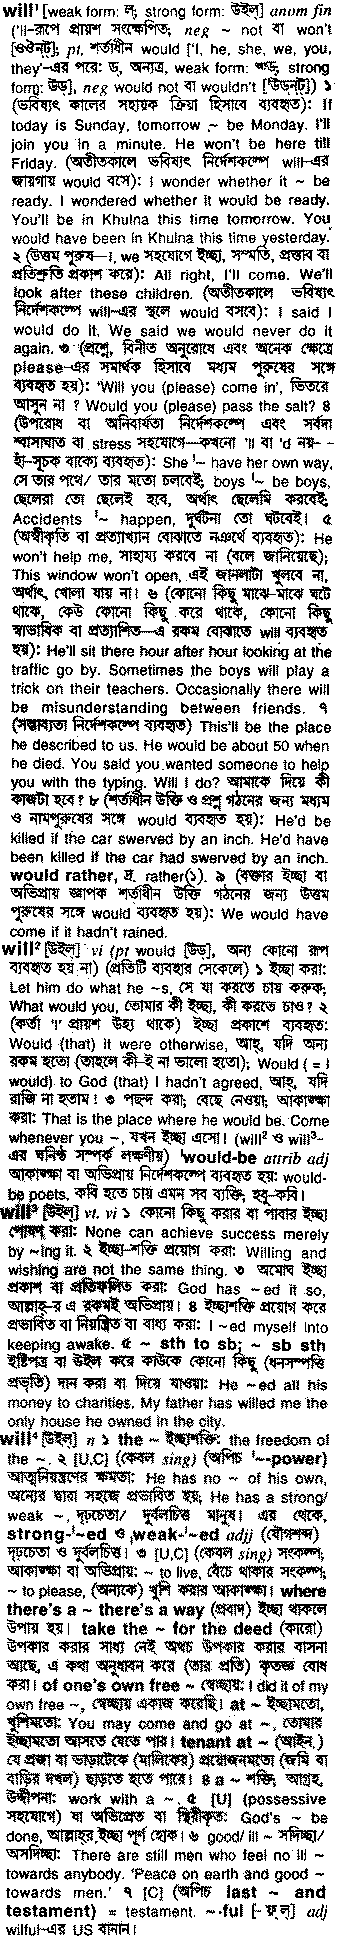 will¹ [weak form: ল্; strong form: উইল্] anom fin
('ll-রূপে প্রায়শ সংক্ষেপিত; neg ~ not বা won't
[ওঔন্ট্]; pt, শর্তাধীন would ['I, he, she, we, you,
they'-এর পরে: ড্, অন্যত্র, weak form: অড্; strong
form: উড্], neg would not বা wouldn't [উড্ন্ট্]) ১
(ভবিষ্যৎ কালের সহায়ক ক্রিয়া হিসাবে ব্যবহৃত): If
today is Sunday, tomorrow ~ be Monday. I'll
join you in a minute. He won't be here till
Friday. (অতীতকালে ভবিষ্যৎ নির্দেশকল্পে will-এর
জায়গায় would বসে): I wonder whether it ~ be
ready. I wondered whether it would be ready.
You'll be in Khulna this time tomorrow. You
would have been in Khulna this time yesterday.
২ (উত্তম পুরুষ—I, we সহযোগে ইচ্ছা, সম্মতি, প্রস্তাব বা
প্রতিশ্রুতি প্রকাশ করে): All right, I'll come. We'll
look after these children. (অতীতকালে ভবিষ্যৎ
নির্দেশকল্পে will-এর স্থলে would বসবে): I said I
would do it. We said we would never do it
again. ৩ (প্রশ্নে, বিনীত অনুরোধে এবং অনেক ক্ষেত্রে
please-এর সমার্থক হিসাবে মধ্যম পুরুষের সঙ্গে
ব্যবহৃত হয়): 'Will you (please) come in', ভিতরে
আসুন না ? Would you (please) pass the salt? ৪
(উপরোধ বা অনিবার্যতা নির্দেশকল্পে এবং সর্বদা
শ্বাসাঘাত বা stress সহযোগে—কখনো 'll বা 'd নয়—
হাঁ-সূচক বাক্যে ব্যবহৃত): She '~ have her own way,
সে তার পথে/ তার মতো চলবেই; boys '~ be boys,
ছেলেরা তো ছেলেই হবে, অর্থাৎ ছেলেমি করবেই;
Accidents '~ happen, দুর্ঘটনা তো ঘটবেই। ৫
(অস্বীকৃতি বা প্রত্যাখ্যান বোঝাতে নঞর্থে ব্যবহৃত): He
won't help me, সাহায্য করবে না (বলে জানিয়েছে);
This window won't open, এই জানলাটা খুলবে না,
অর্থাৎ খোলা যায় না। ৬ (কোনো কিছু মাঝে-মাঝে ঘটে
থাকে, কেউ কোনো কিছু করে থাকে, কোনো কিছু
স্বাভাবিক বা প্রত্যাশিত—এ রকম বোঝাতে will ব্যবহৃত
হয়): He'll sit there hour after hour looking at the
traffic go by. Sometimes the boys will play a
trick on their teachers. Occasionally there will
be misunderstanding between friends. ৭
(সম্ভাব্যতা নির্দেশকল্পে ব্যবহৃত) This'll be the place
he described to us. He would be about 50 when
he died. You said you wanted someone to help
you with the typing. Will I do? আমাকে দিয়ে কী
কাজটা হবে? ৮ (শর্তাধীন উক্তি ও প্রশ্ন গঠনের জন্য মধ্যম
ও নামপুরুষের সঙ্গে would ব্যবহৃত হয়): He'd be
killed if the car swerved by an inch. He'd have
been killed if the car had swerved by an inch.
would rather, দ্র. rather(১). ৯ (বক্তার ইচ্ছা বা
অভিপ্রায় জ্ঞাপক শর্তাধীন উক্তি গঠনের জন্য উত্তম
পুরুষের সঙ্গে would ব্যবহৃত হয়): We would have
come if it hadn't rained.
will² [উইল্] vi (pt would [উড্], অন্য কোনো রূপ
ব্যবহৃত হয় না) (প্রতিটি ব্যবহার সেকেলে) ১ ইচ্ছা করা:
Let him do what he ~s, সে যা করতে চায় করুক;
What would you, তোমার কী ইচ্ছা, কী করতে চাও? ২
(কর্তা 'I' প্রায়শ উহ্য থাকে) ইচ্ছা প্রকাশে ব্যবহৃত:
Would (that) it were otherwise, আহ্, যদি অন্য
রকম হতো (তাহলে কী-ই না ভালো হতো); Would ( = I
would) to God (that) I hadn't agreed, আহ্, যদি
রাজি না হতাম ! ৩ পছন্দ করা; বেছে নেওয়া; আকাঙ্ক্ষা
করা: That is the place where he would be. Come
whenever you ~, যখন ইচ্ছা এসো। (will² ও will³-
এর ঘনিষ্ঠ সম্পর্ক লক্ষণীয়) would-be attrib adj
আকাঙ্ক্ষা বা অভিপ্রায় নির্দেশকল্পে ব্যবহৃত হয়: would-
be poets, কবি হতে চায় এমন সব ব্যক্তি; হবু-কবি।
will³ [উইল্] vt, vi ১ কোনো কিছু করার বা পাবার ইচ্ছা
পোষণ করা: None can achieve success merely
by ~ing it. ২ ইচ্ছা-শক্তি প্রয়োগ করা: Willing and
wishing are not the same thing. ৩ অমোঘ ইচ্ছা
প্রকাশ বা প্রতিফলিত করা: God has ~ed it so,
আল্লাহ্-র এ রকমই অভিপ্রায়। ৪ ইচ্ছাশক্তি প্রয়োগ করে
প্রভাবিত বা নিয়ন্ত্রিত বা বাধ্য করা: I ~ed myself into
keeping awake. ৫ ~ sth to sb; ~ sb sth
ইষ্টিপত্র বা উইল করে কাউকে কোনো কিছু (ধনসম্পত্তি
প্রভৃতি) দান করা বা দিয়ে যাওয়া: He ~ed all his
money to charities. My father has willed me the
only house he owned in the city.
will⁴ [উইল্] n ১ the ~ ইচ্ছাশক্তি: the freedom of
the ~. ২ [U,C] (কেবল sing) (অপিচ '~-power)
আত্মনিয়ন্ত্রণের ক্ষমতা: He has no ~ of his own,
অন্যের দ্বারা সহজে প্রভাবিত হয়; He has a strong/
weak ~, দৃঢ়চেতা/ দুর্বলচিত্ত মানুষ। এর থেকে,
strong-'~ed ও weak-'~ed adjj (যৌগশব্দ)
দৃঢ়চেতা ও দুর্বলচিত্ত। ৩ [U,C] (কেবল sing) সংকল্প,
আকাঙ্ক্ষা বা অভিপ্রায়: ~ to live, বেঁচে থাকার সংকল্প;
~ to please, (অন্যকে) খুশি করার আকাঙ্ক্ষা। where
there's a ~ there's a way (প্রবাদ) ইচ্ছা থাকলে
উপায় হয়। take the ~ for the deed (কারো)
উপকার করার সাধ্য নেই অথচ উপকার করার বাসনা
আছে, এ কথা অনুধাবন করে (তার প্রতি) কৃতজ্ঞ বোধ
করা। of one's own free ~ স্বেচ্ছায়: I did it of my
own free ~, স্বেচ্ছায় একাজ করেছি। at ~ ইচ্ছামতো,
খুশিমতো: You may come and go at ~, তোমার
ইচ্ছামতো আসতে যেতে পার। tenant at ~ (আইন.)
যে প্রজা বা ভাড়াটেকে (মালিকের) প্রয়োজনমতো (জমি বা
বাড়ির দখল) ছাড়তে হতে পারে। ৪ a ~ শক্তি, আগ্রহ,
উদ্দীপনা: work with a ~. ৫ [U] (possessive
সহযোগে) যা অভিপ্রেত বা স্থিরীকৃত: God's ~ be
done, আল্লাহর ইচ্ছা পূর্ণ হোক। ৬ good/ ill ~ সদিচ্ছা/
অসদিচ্ছা: There are still men who feel no ill ~
towards anybody. 'Peace on earth and good ~
towards men.' ৭ [C] (অপিচ last ~ and
testament) = testament. ~·ful [-ফ্‌ল্] adj
wilful-এর US বানান।